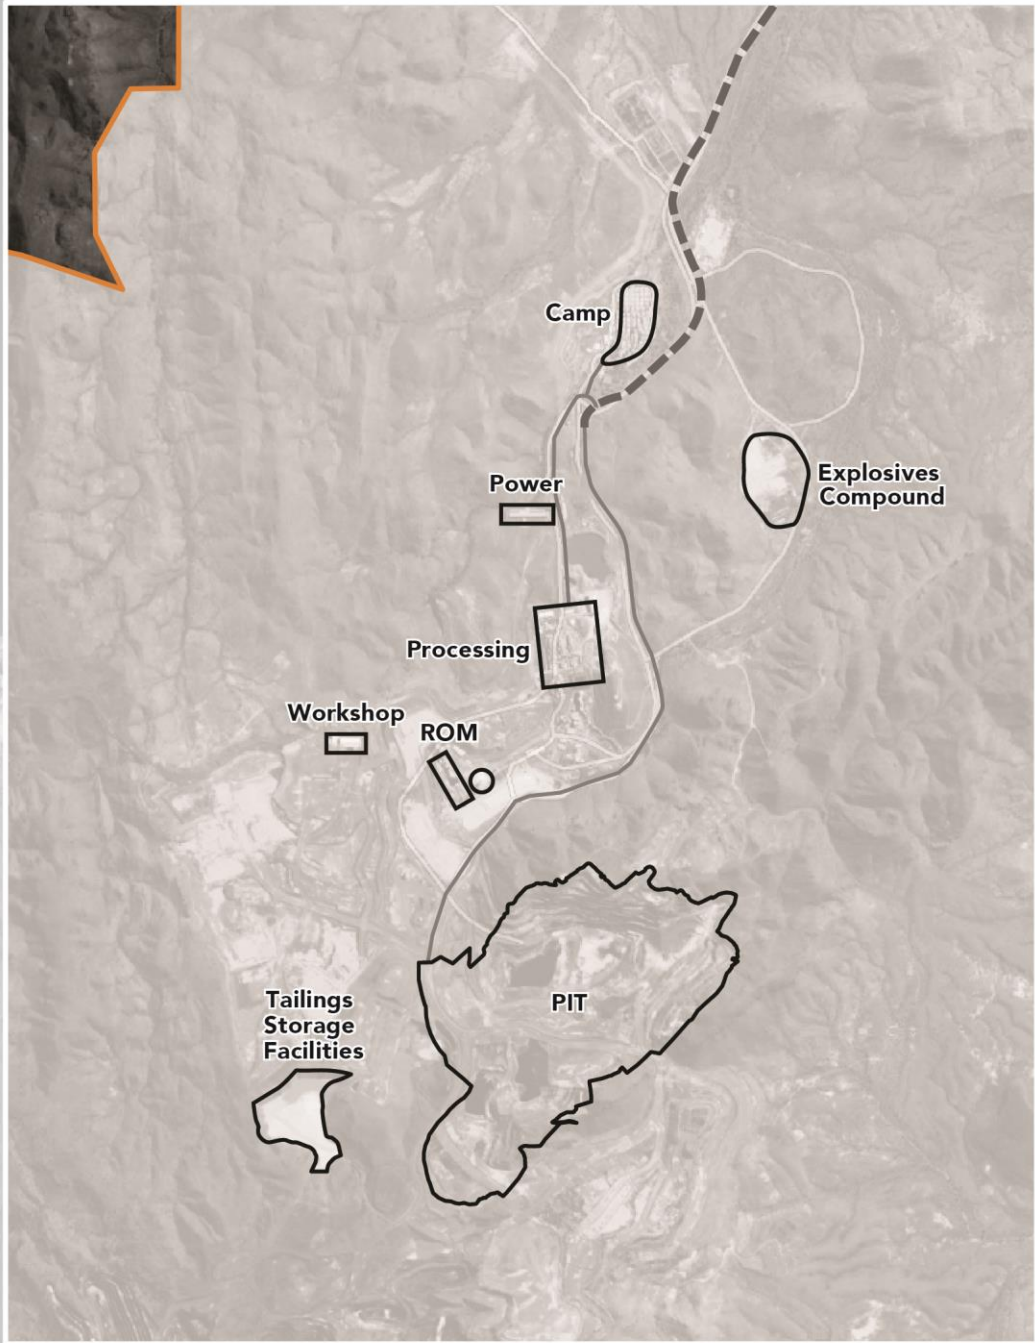 Camp
Power
Explosives
Compound
Processing
Workshop
ROM
PIT
Tailings
Storage
Facilities